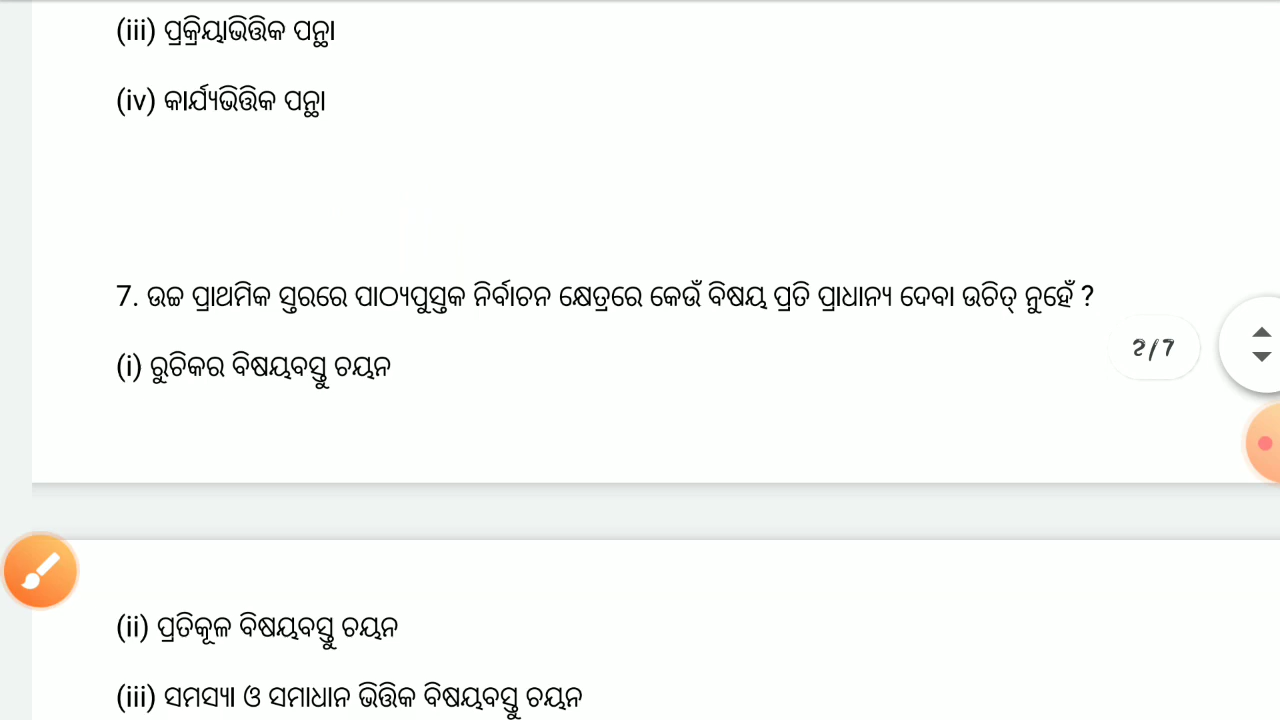 (iii) ପ୍ରକ୍ରିୟାଭିତ୍ତିକ ପନ୍ଥା
(iv) କାର୍ଯ୍ୟଭିତ୍ତିକ ପନ୍ଥା
7. ଉଚ୍ଚ ପ୍ରାଥମିକ ସ୍ତରରେ ପାଠ୍ୟପୁସ୍ତକ ନିର୍ବାଚନ କ୍ଷେତ୍ରରେ କେଉଁ ବିଷୟ ପ୍ରତି ପ୍ରାଧାନ୍ୟ ଦେବା ଉଚିତ୍ ନୁହେଁ ?
2/7
(i) ରୁଚିକର ବିଷୟବସ୍ତୁ ଚୟନ
(ii) ପ୍ରତିକୂଳ ବିଷୟବସ୍ତୁ ଚୟନ
(iii) ସମସ୍ୟା ଓ ସମାଧାନ ଭିତ୍ତିକ ବିଷୟବସ୍ତୁ ଚୟନ